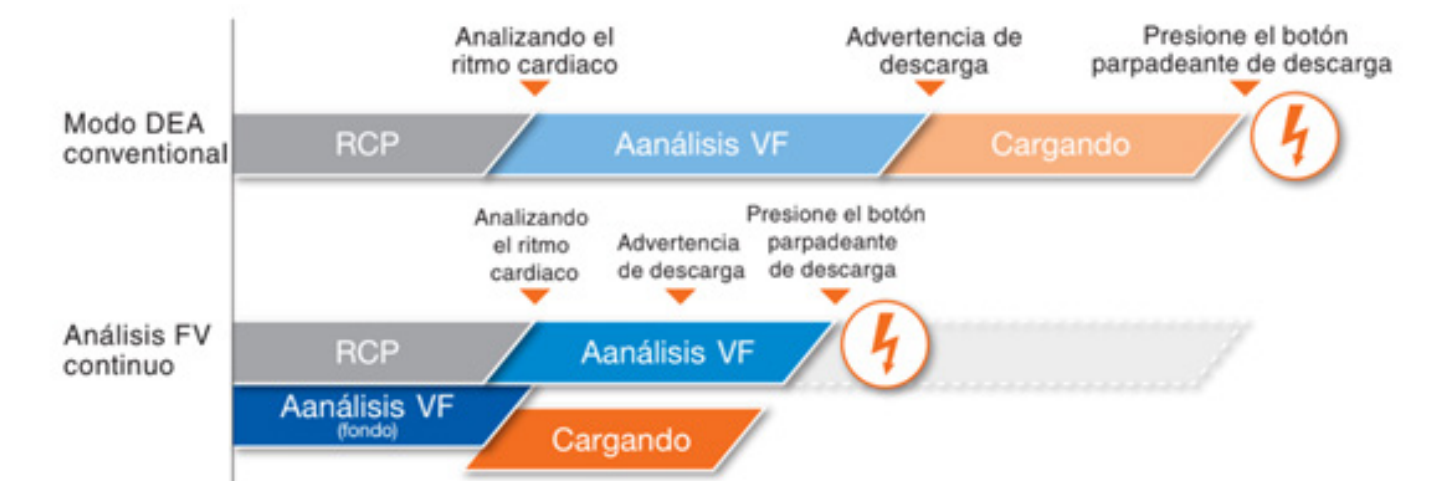 Analizando el
ritmo cardiaco
Advertencia de
descarga
Presione el botón
parpadeante de descarga
Modo DEA
conventional
RCP
Aanálisis VF
Cargando
Analizando
el ritmo
cardiaco
Advertencia
de descarga
Presione el botón
parpadeante
de descarga
Análisis FV
continuo
RCP
Aanálisis VF
Aanálisis VF
(fondo)
Cargando